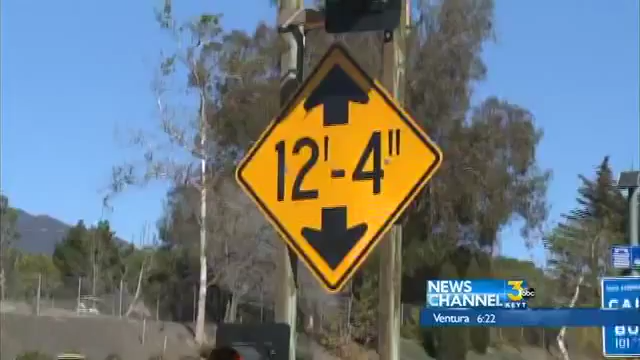 12'-4"
NEWS
CHANNEL 3 abc
KEYT
Ventura 6:22
101